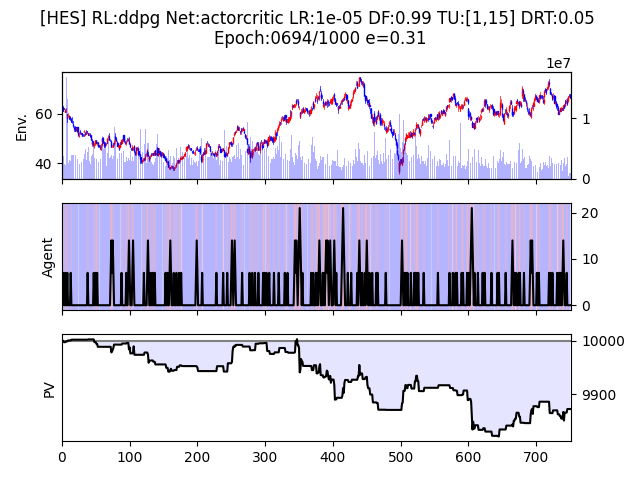 [HES] RL:ddpg Net:actorcritic LR:1e-05 DF:0.99 TU:[1,15] DRT:0.05
Epoch:0694/1000 e=0.31
1e7
Env.
60
40
1
0
Agent
20
10
0
PV
10000
9900
0 100 200 300 400 500 600 700